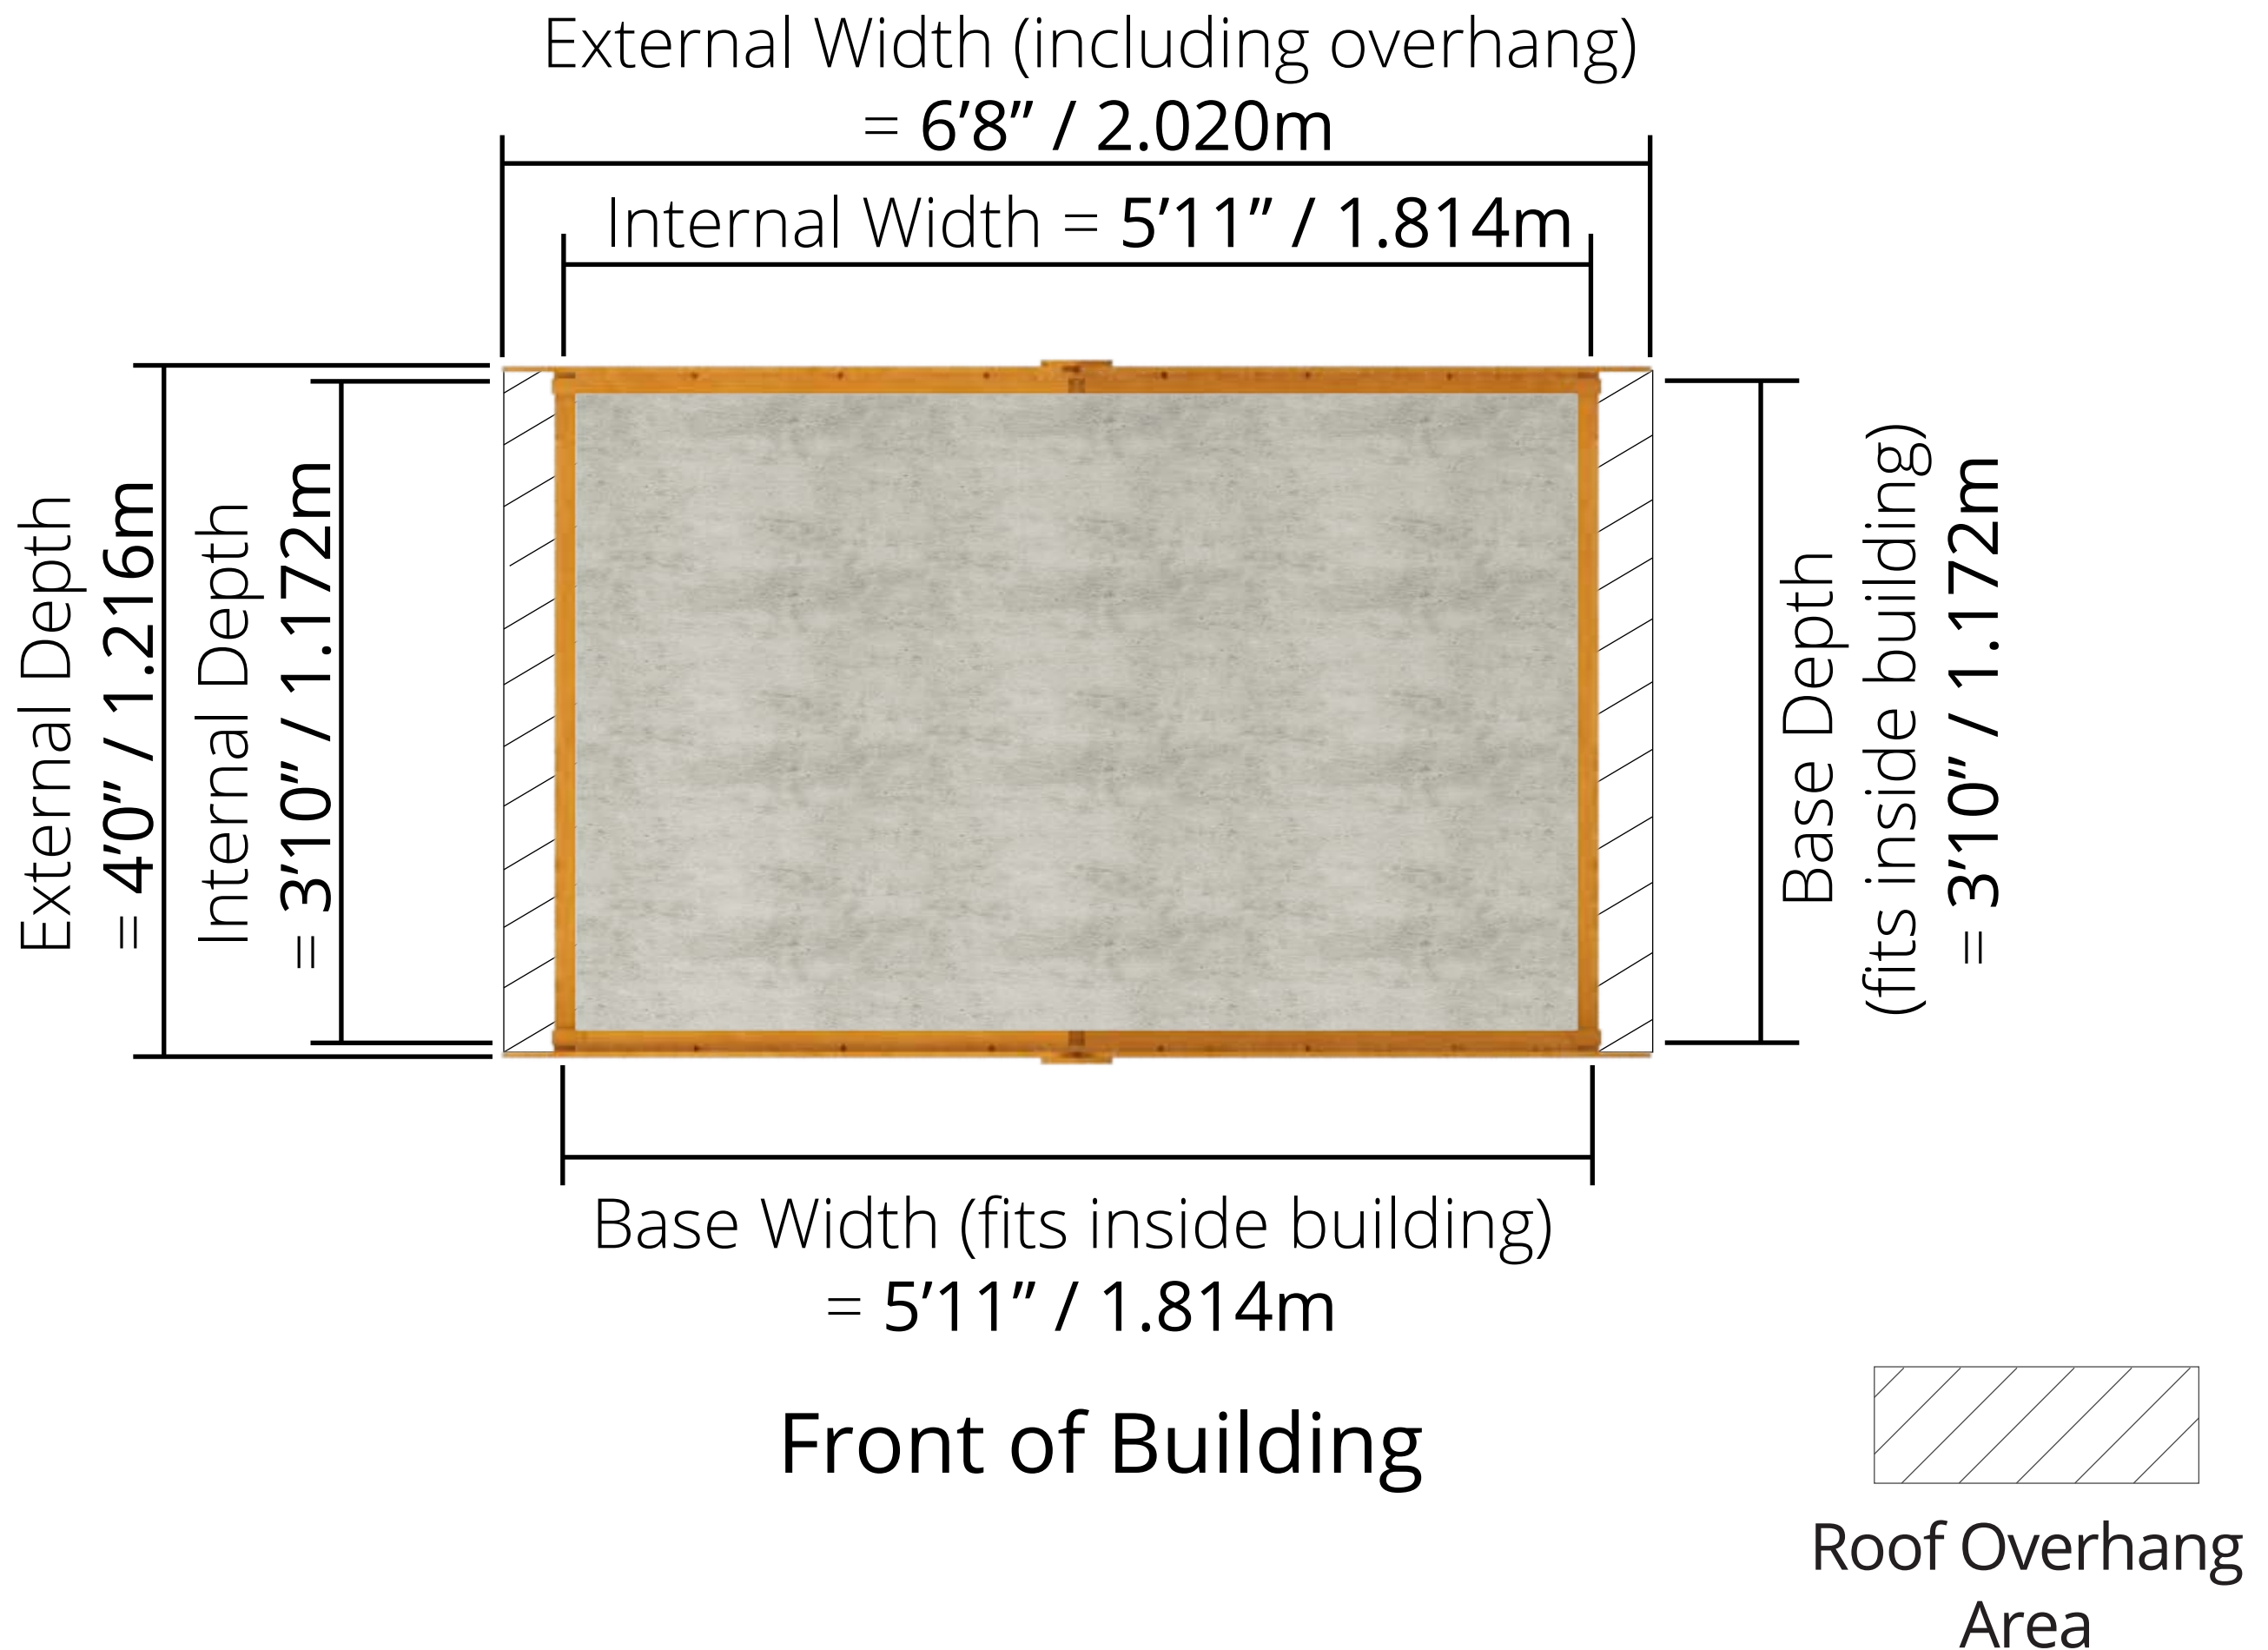 External Width (including overhang)
= 6’8” / 2.020m
Internal Width = 5’11” / 1.814m
External Depth
= 4’0” / 1.216m
Internal Depth
= 3’10” / 1.172m
Base Depth
(fits inside building)
= 3’10” / 1.172m
Base Width (fits inside building)
= 5’11” / 1.814m
Front of Building
Roof Overhang
Area